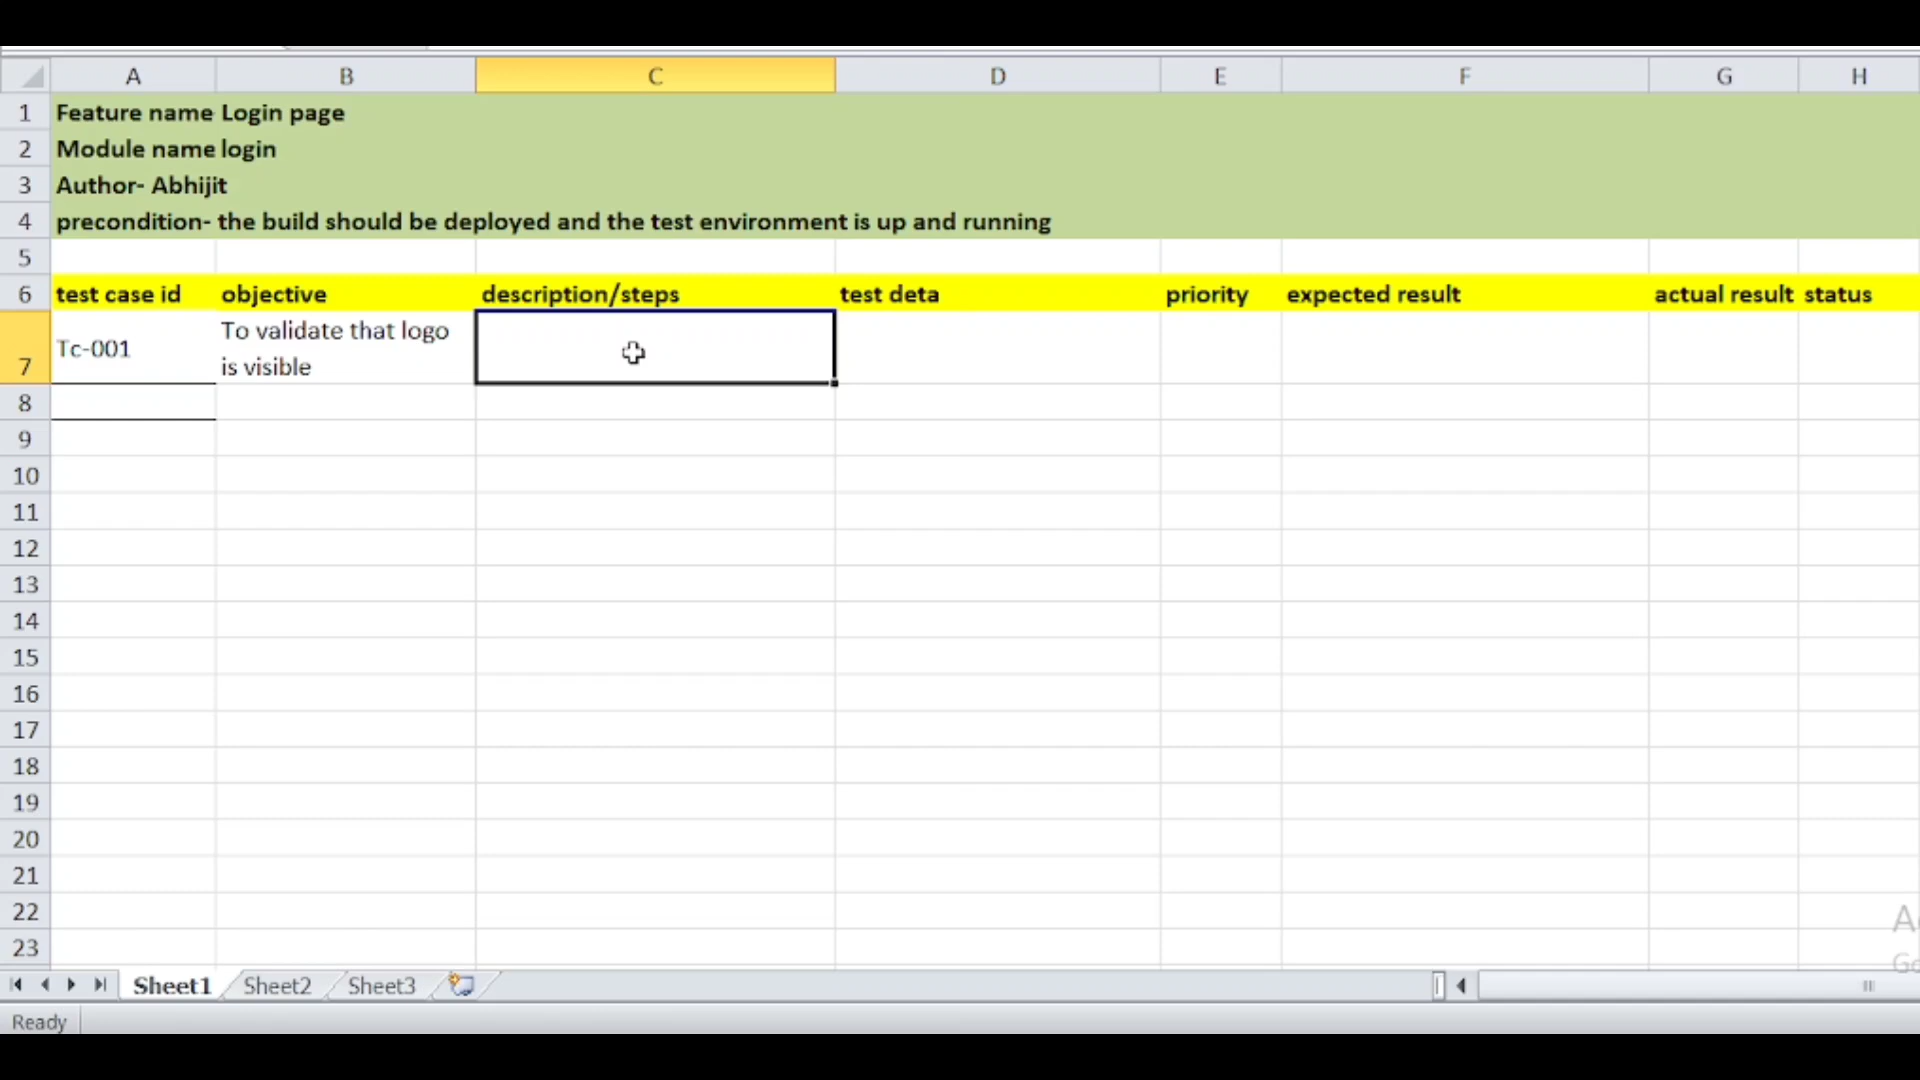 A B C D E F G H
1 Feature name Login page
2 Module name login
3 Author- Abhijit
4 precondition- the build should be deployed and the test environment is up and running
5
6 test case id objective description/steps test deta priority expected result actual result status
7 Tc-001 To validate that logo
is visible
8
9
10
11
12
13
14
15
16
17
18
19
20
21
22
23
Sheet1 Sheet2 Sheet3
Ready